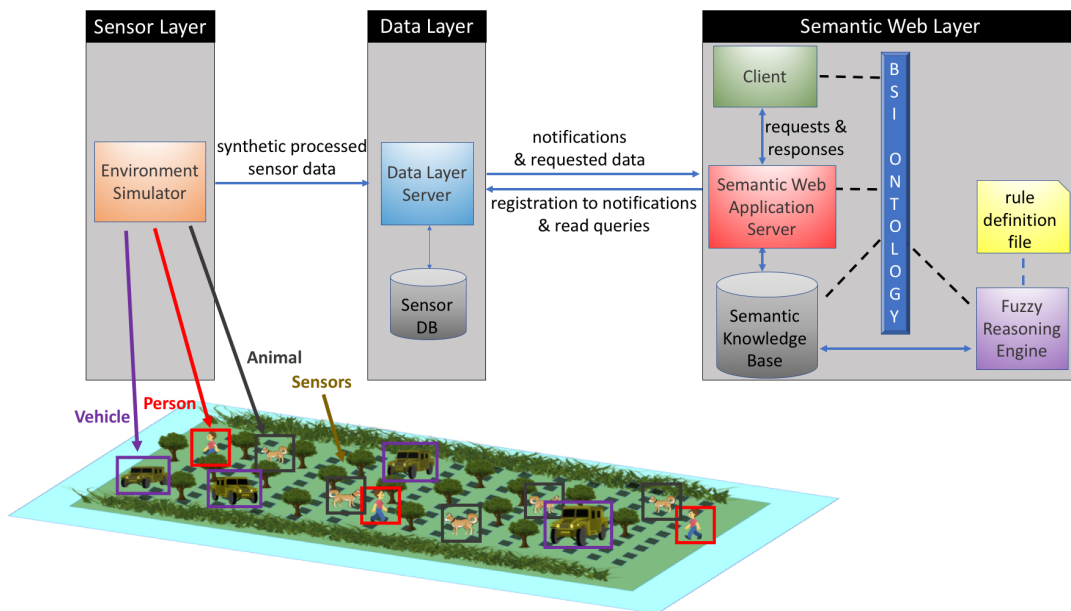 Sensor Layer
Data Layer
Semantic Web Layer
Environment
Simulator
synthetic processed
sensor data
Data Layer
Server
Sensor
DB
notifications
& requested data
registration to notifications
& read queries
Client
requests &
responses
Semantic Web
Application
Server
Semantic
Knowledge
Base
BSI ONTOLOGY
rule
definition
file
Fuzzy
Reasoning
Engine
Animal
Sensors
Person
Vehicle